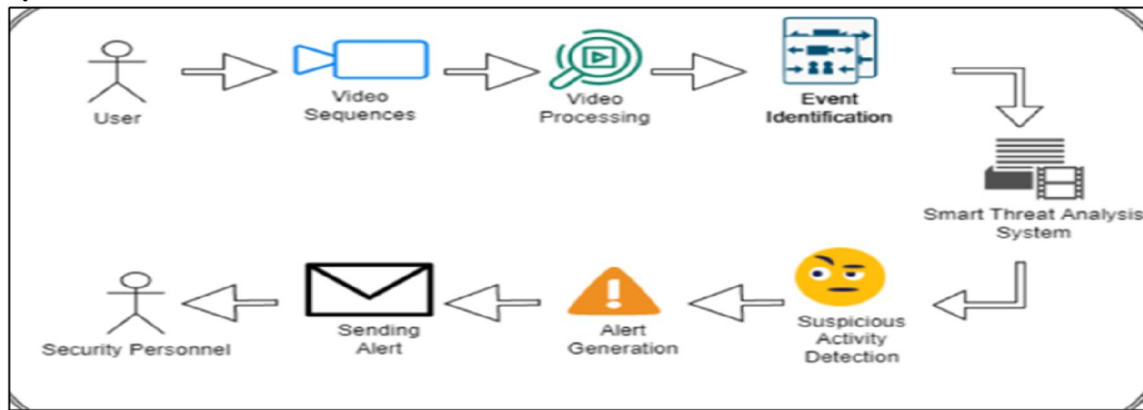 User
Video
Sequences
Video
Processing
Event
Identification
Smart Threat Analysis
System
Security Personnel
Sending
Alert
Alert
Generation
Suspicious
Activity
Detection